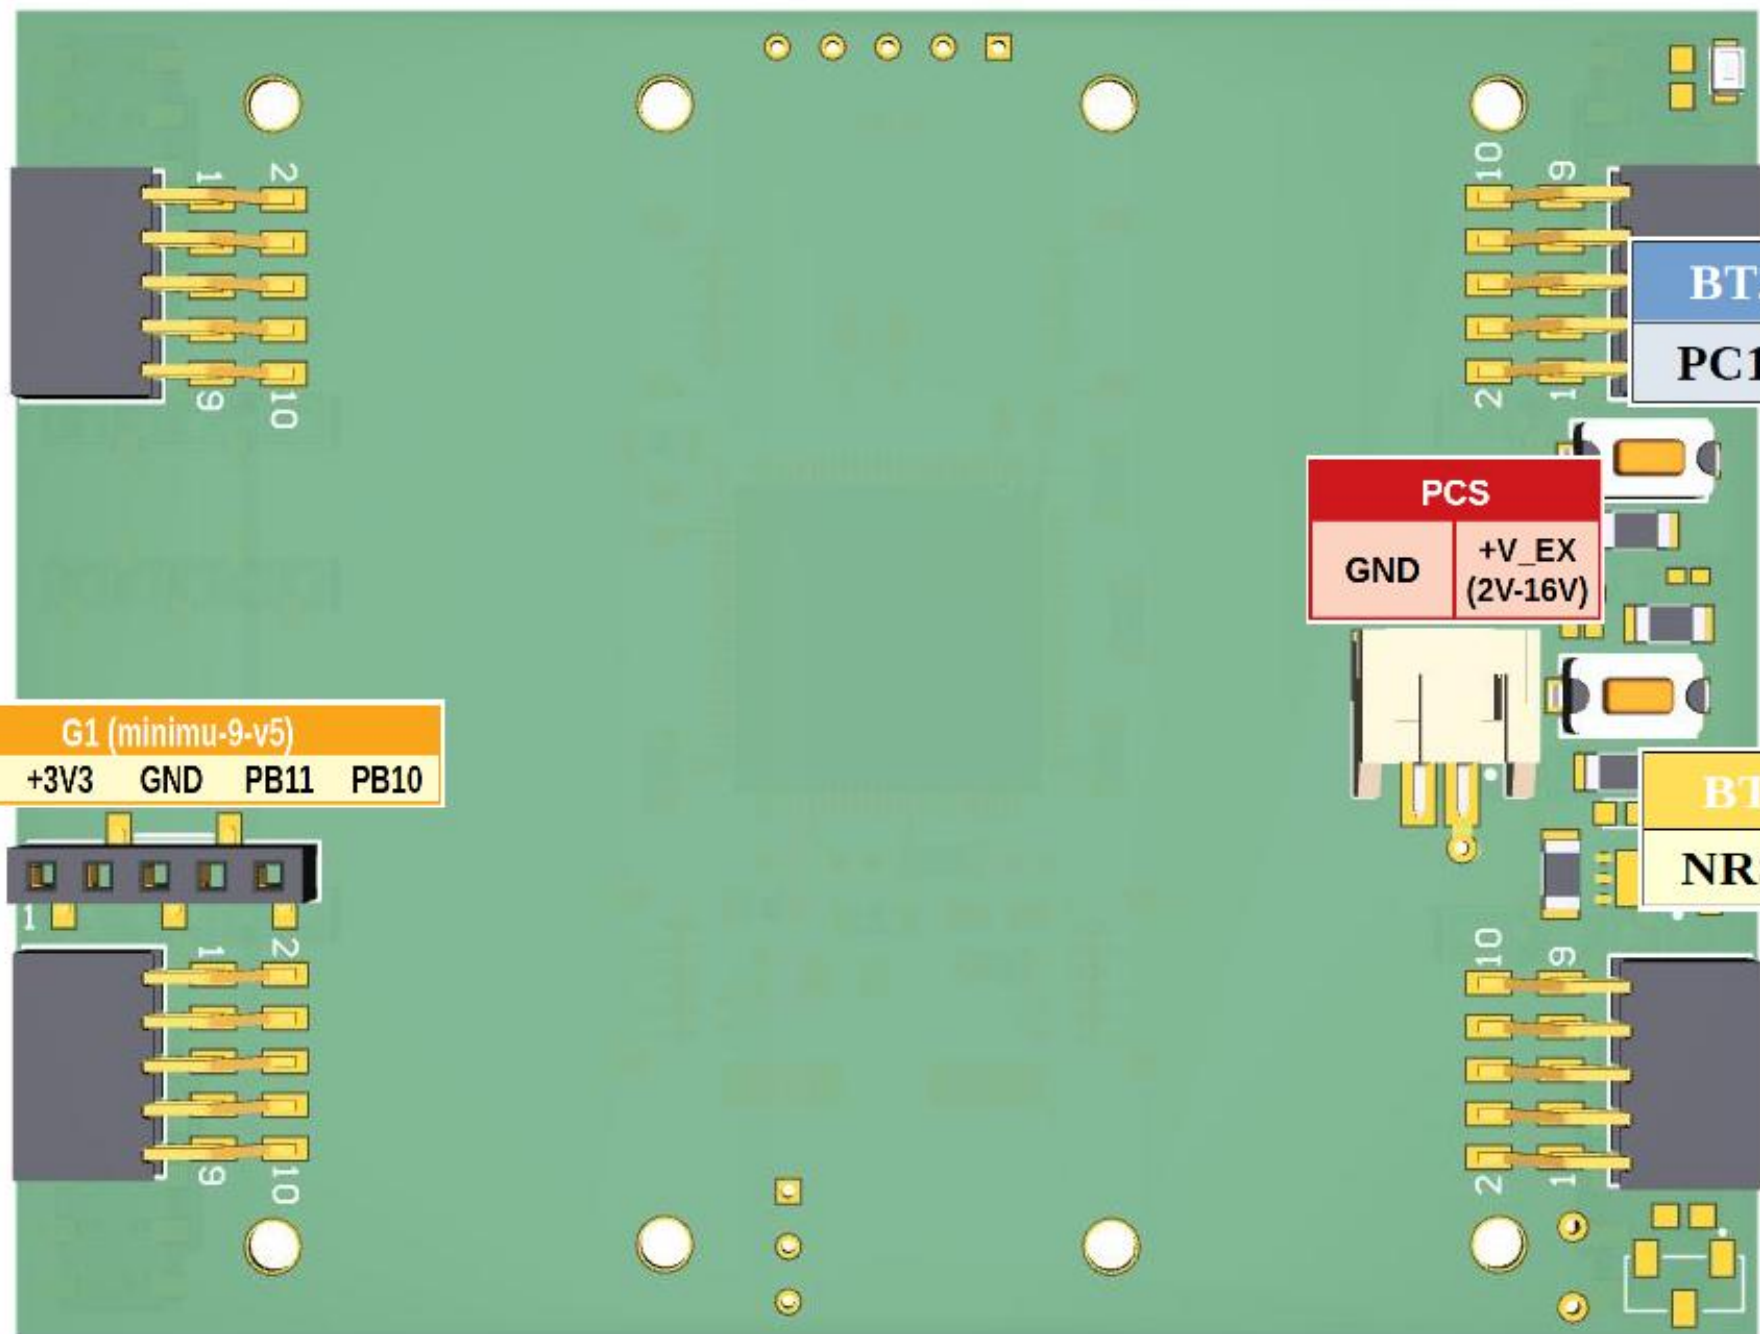 1 2
10 9
BT
PC1
9 10
2 1
PCS
GND +V_EX
(2V-16V)
G1 (minimu-9-v5)
+3V3 GND PB11 PB10
BT
NR
1
1 2
10 9
9 10
2 1